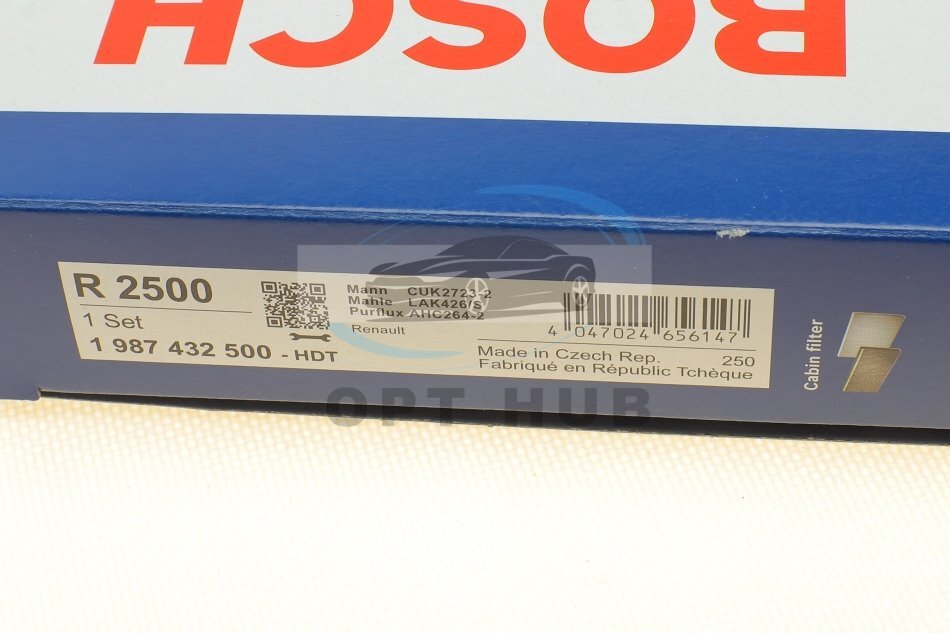 BOSCH
R 2500
1 Set
1 987 432 500 - HDT
Mann CUK2723-2
Mahle LAK426/S
Purflux AHC264-2
Renault
4 047024 656147
Made in Czech Rep. 250
Fabriqué en République Tchèque
Cabin filter
OPT HUB